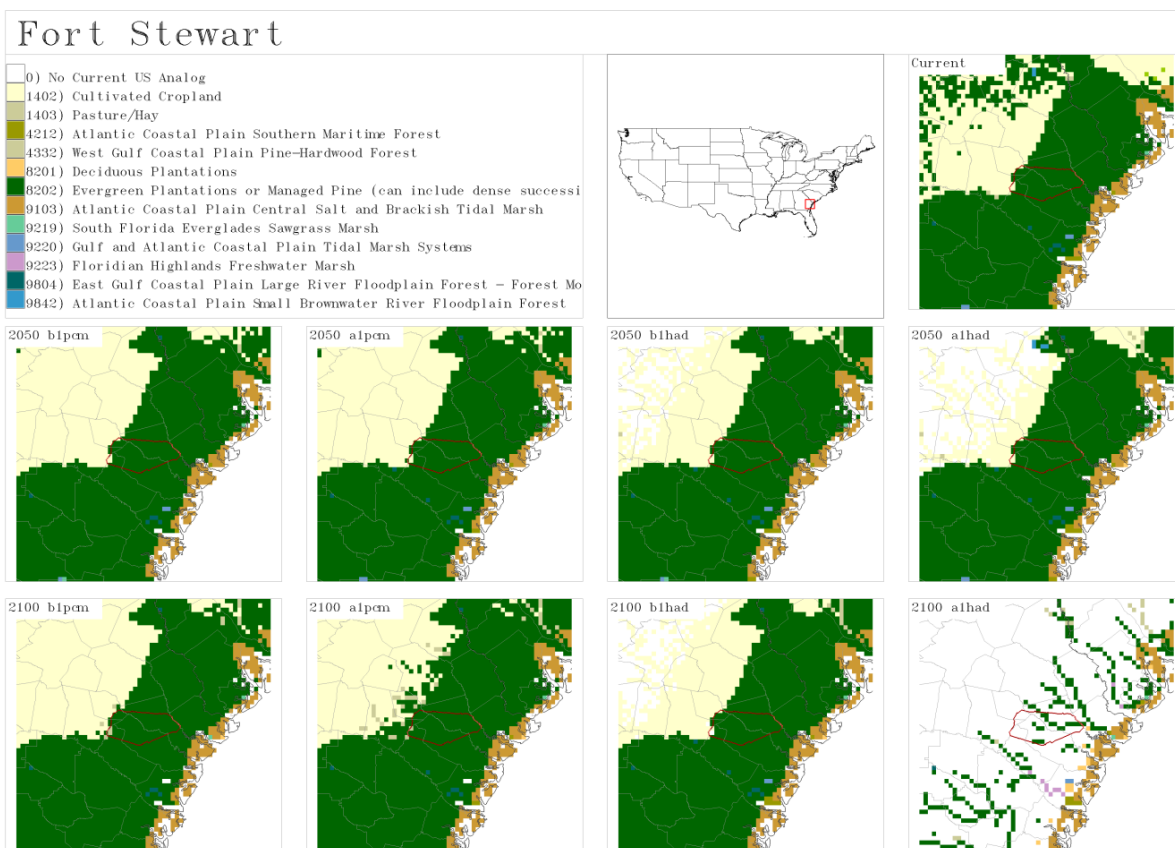 Fort Stewart
0) No Current US Analog
1402) Cultivated Cropland
1403) Pasture/Hay
4212) Atlantic Coastal Plain Southern Maritime Forest
4332) West Gulf Coastal Plain Pine-Hardwood Forest
8201) Deciduous Plantations
8202) Evergreen Plantations or Managed Pine (can include dense successi
9103) Atlantic Coastal Plain Central Salt and Brackish Tidal Marsh
9219) South Florida Everglades Sawgrass Marsh
9220) Gulf and Atlantic Coastal Plain Tidal Marsh Systems
9223) Floridian Highlands Freshwater Marsh
9804) East Gulf Coastal Plain Large River Floodplain Forest - Forest Mo
9842) Atlantic Coastal Plain Small Brownwater River Floodplain Forest
Current
2050 b1pcm
2050 a1pcm
2050 b1had
2050 a1had
2100 b1pcm
2100 a1pcm
2100 b1had
2100 a1had